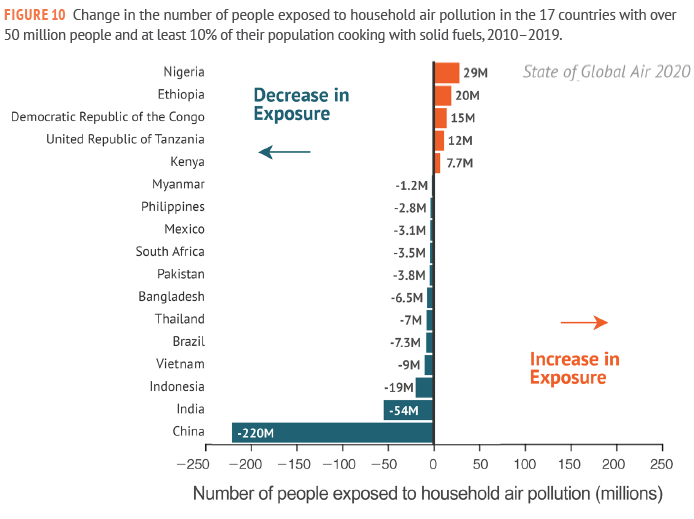 FIGURE 10 Change in the number of people exposed to household air pollution in the 17 countries with over
50 million people and at least 10% of their population cooking with solid fuels, 2010–2019.
State of Global Air 2020
Decrease in
Exposure
Nigeria 29M
Ethiopia 20M
Democratic Republic of the Congo 15M
United Republic of Tanzania 12M
Kenya 7.7M
Myanmar -1.2M
Philippines -2.8M
Mexico -3.1M
South Africa -3.5M
Pakistan -3.8M
Bangladesh -6.5M
Thailand -7M
Brazil -7.3M
Vietnam -9M
Indonesia -19M
India -54M
China -220M
Increase in
Exposure
−250 −200 −150 −100 −50 0 50 100 150 200 250
Number of people exposed to household air pollution (millions)